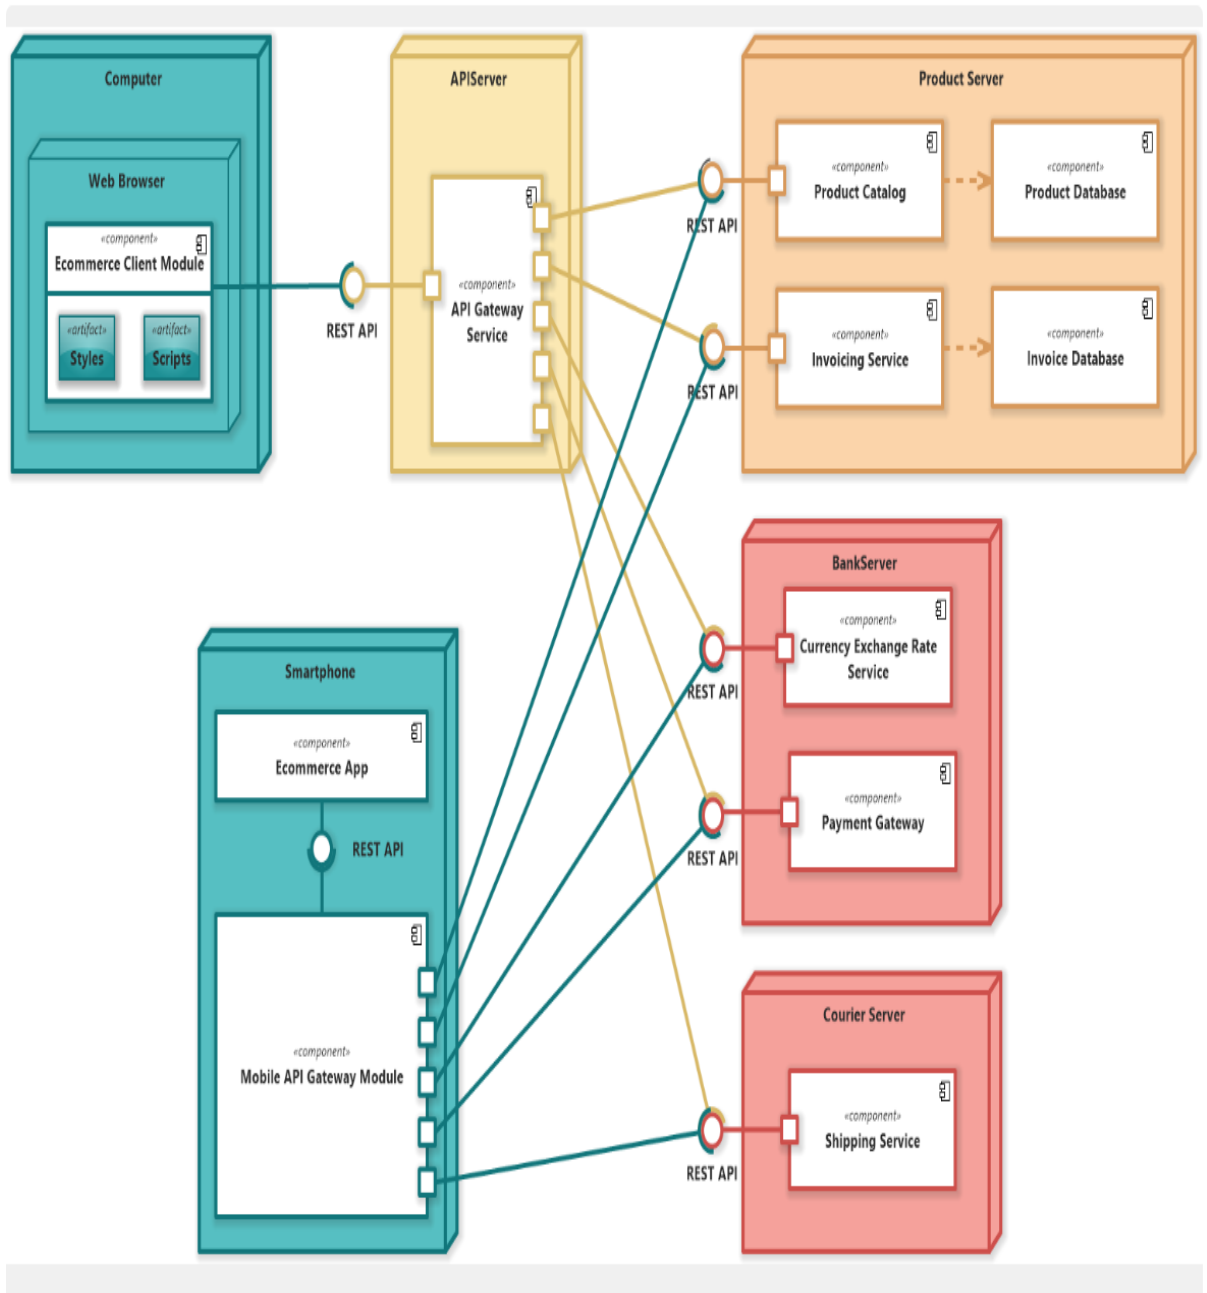 Computer
Web Browser
«component»
Ecommerce Client Module
«artifact»
Styles
«artifact»
Scripts
REST API
APIServer
«component»
API Gateway
Service
Product Server
«component»
Product Catalog
«component»
Product Database
REST API
«component»
Invoicing Service
«component»
Invoice Database
REST API
BankServer
«component»
Currency Exchange Rate
Service
REST API
«component»
Payment Gateway
REST API
Smartphone
«component»
Ecommerce App
REST API
«component»
Mobile API Gateway Module
Courier Server
«component»
Shipping Service
REST API